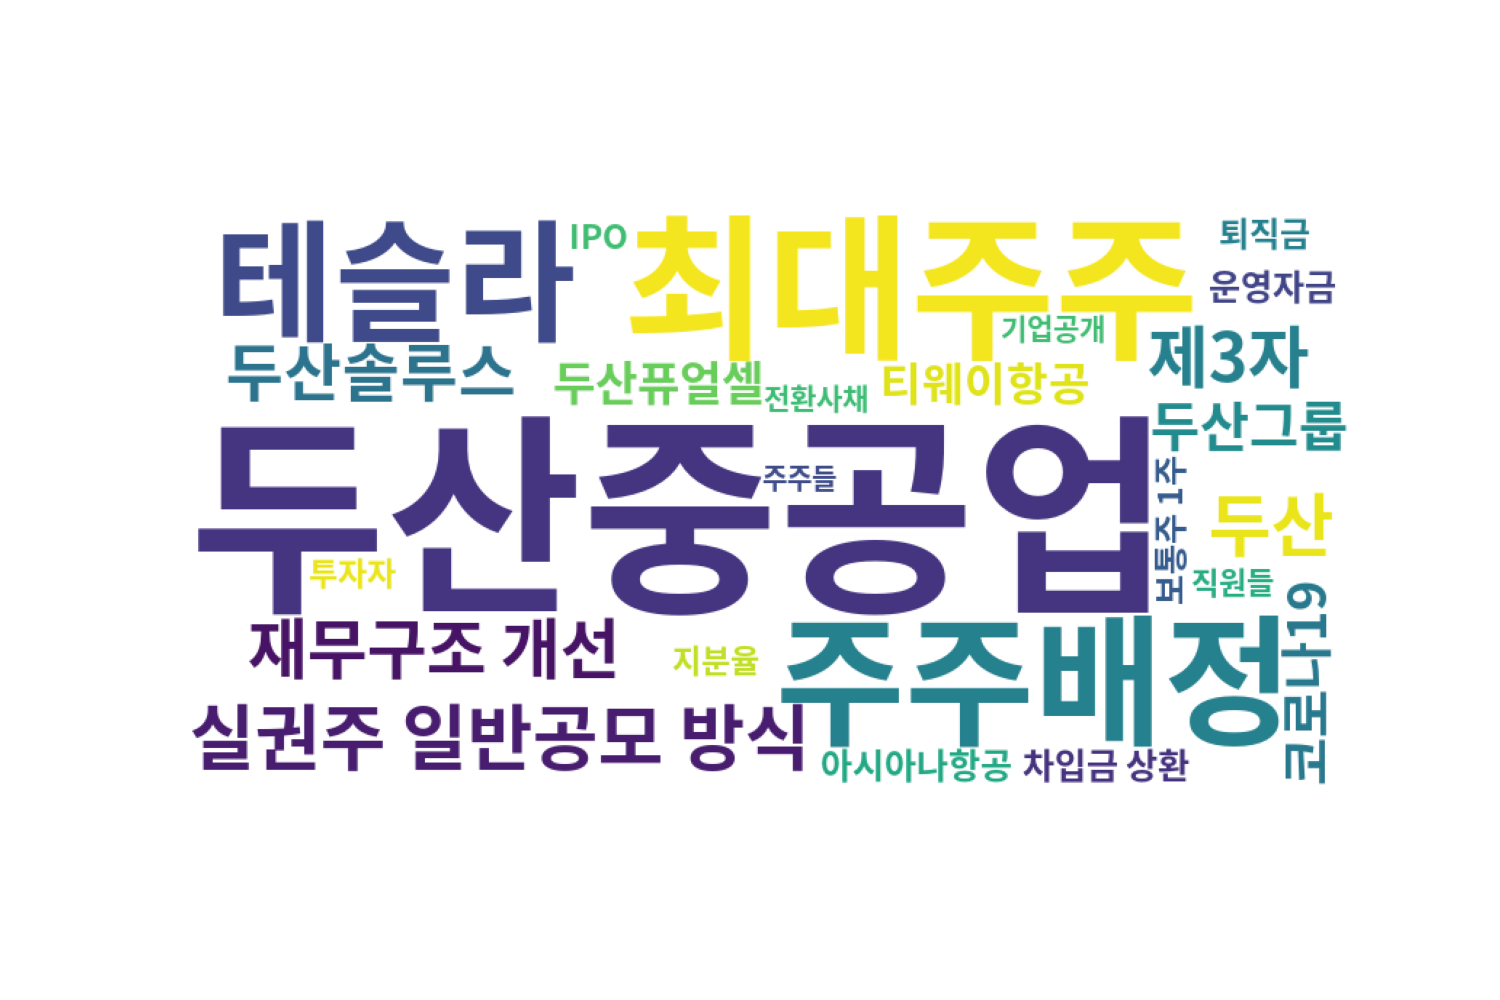 테슬라
IPO
최대주주
퇴직금
운영자금
기업공개
제3자
두산솔루스
두산퓨얼셀
전환사채
티웨이항공
두산그룹
두산중공업
주주들
보통주 1주
두산
투자자
직원들
코로나19
재무구조 개선
지분율
주주배정
실권주 일반공모 방식
아시아나항공
차입금 상환